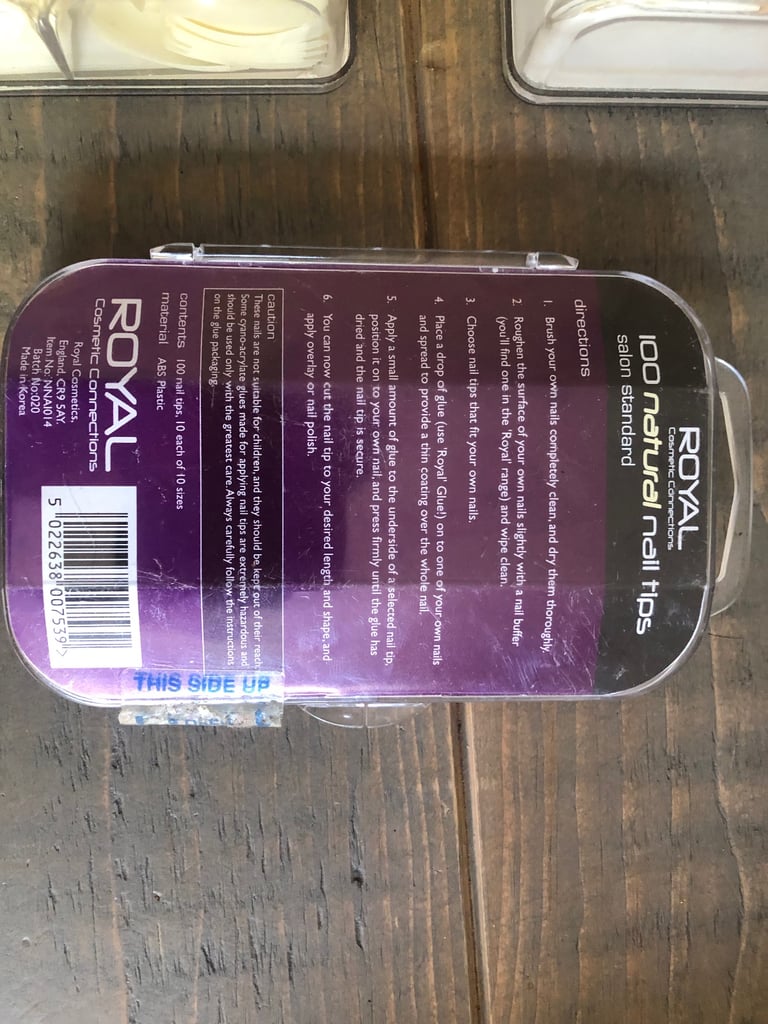 ROYAL
Cosmetic Connections
100 natural nail tips
salon standard
directions
1. Brush your own nails completely clean, and dry them thoroughly.
2. Roughen the surface of your own nails slightly with a nail buffer
(you'll find one in the 'Royal' range) and wipe clean.
3. Choose nail tips that fit your own nails.
4. Place a drop of glue (use 'Royal' Glue!) on to one of your own nails
and spread to provide a thin coating over the whole nail.
5. Apply a small amount of glue to the underside of a selected nail tip,
position it on to your own nail, and press firmly until the glue has
dried and the nail tip is secure.
6. You can now cut the nail tip to your desired length and shape, and
apply overlay or nail polish.
caution
These nails are not suitable for children, and they should be kept out of their reach.
Some cyano-acrylate glues made for applying nail tips are extremely hazardous and
should be used only with the greatest care. Always carefully follow the instructions
on the glue packaging.
contents 100 nail tips, 10 each of 10 sizes
material ABS Plastic
ROYAL
Cosmetic Connections
Royal Cosmetics,
England, CR9 5AY.
Item No: NNAI014
Batch No:020
Made in Korea
5 022638 007539 >
THIS SIDE UP